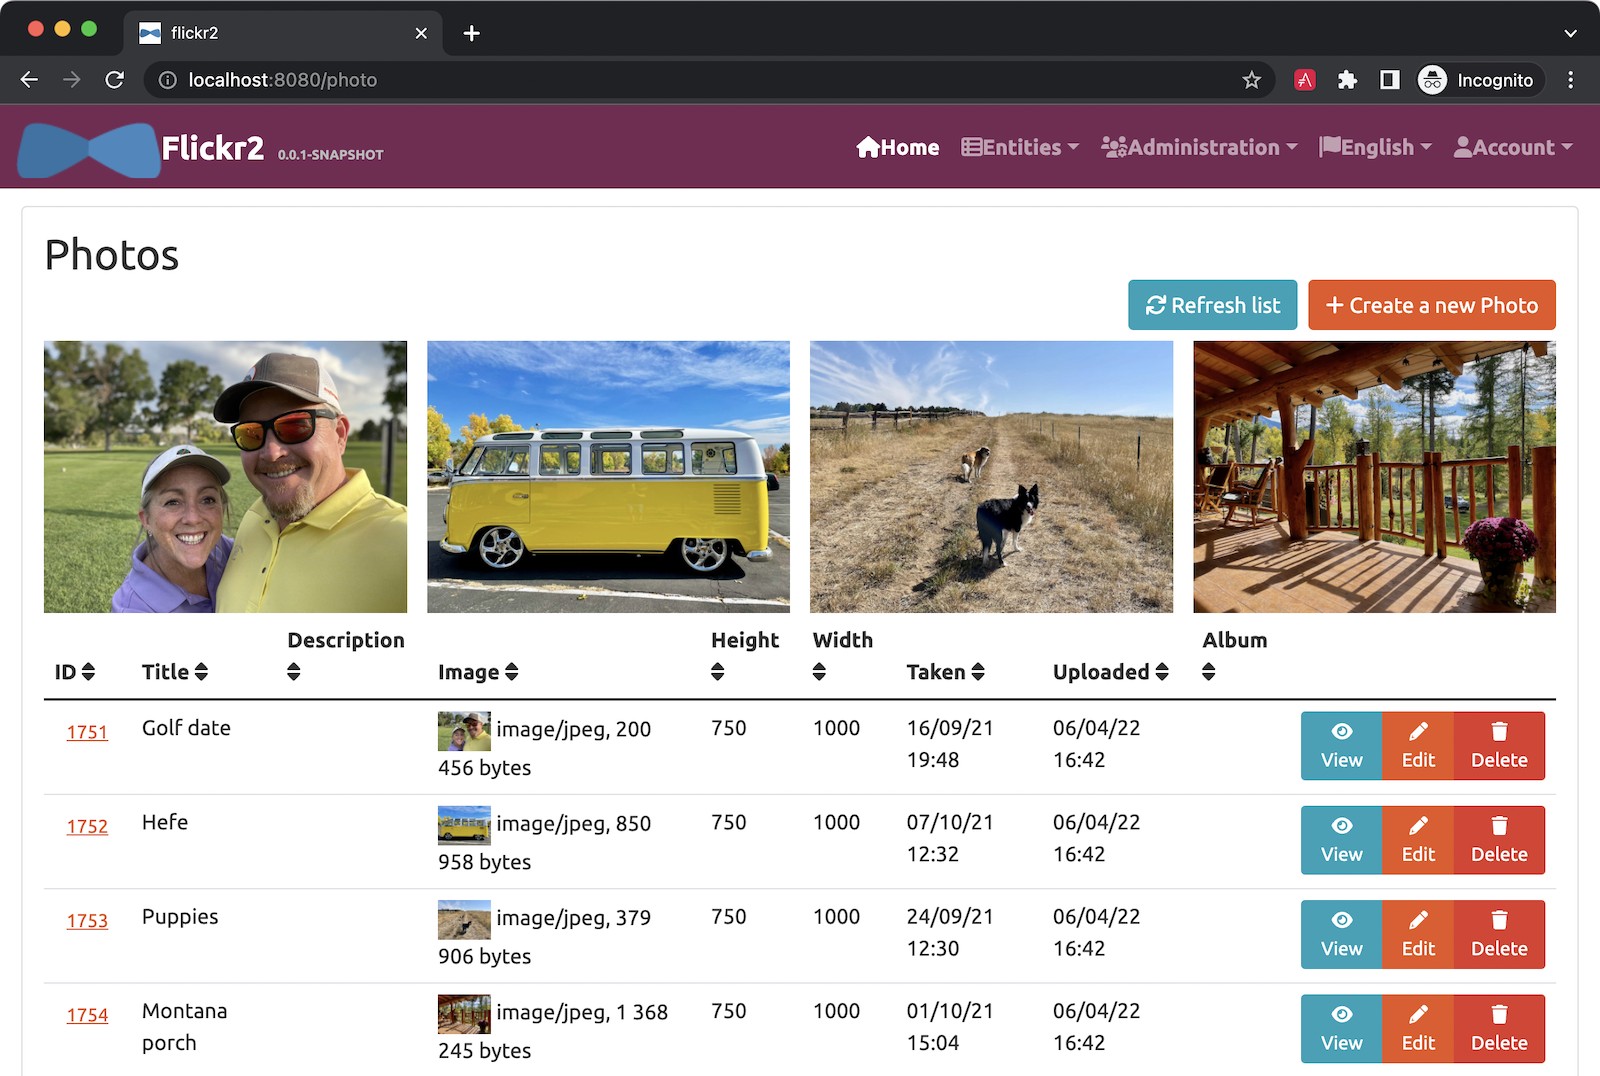 flickr2
localhost:8080/photo
Incognito
Flickr2 0.0.1-SNAPSHOT
Home Entities Administration English Account
Photos
Refresh list + Create a new Photo
ID Title Description Image Height Width Taken Uploaded Album
1751 Golf date image/jpeg, 200 750 1000 16/09/21 06/04/22
456 bytes 19:48 16:42
View Edit Delete
1752 Hefe image/jpeg, 850 750 1000 07/10/21 06/04/22
958 bytes 12:32 16:42
View Edit Delete
1753 Puppies image/jpeg, 379 750 1000 24/09/21 06/04/22
906 bytes 12:30 16:42
View Edit Delete
1754 Montana image/jpeg, 1 368 750 1000 01/10/21 06/04/22
porch 245 bytes 15:04 16:42
View Edit Delete